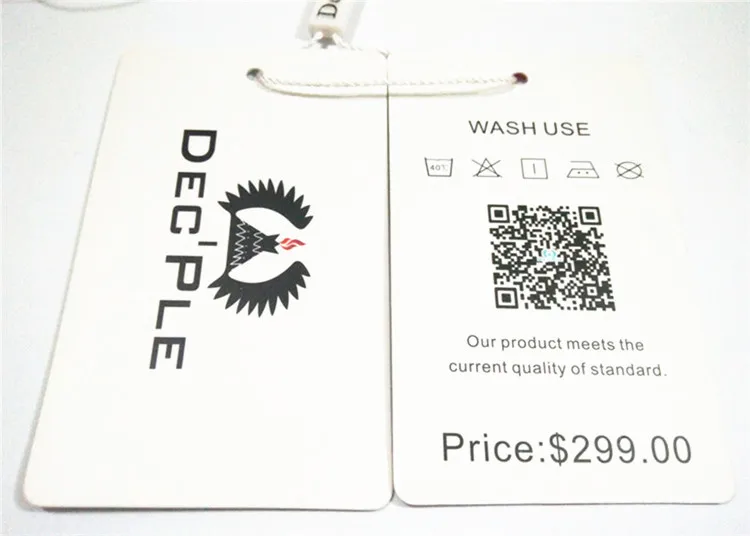 DEC'PLE
WASH USE
40℃
Our product meets the
current quality of standard.
Price:$299.00